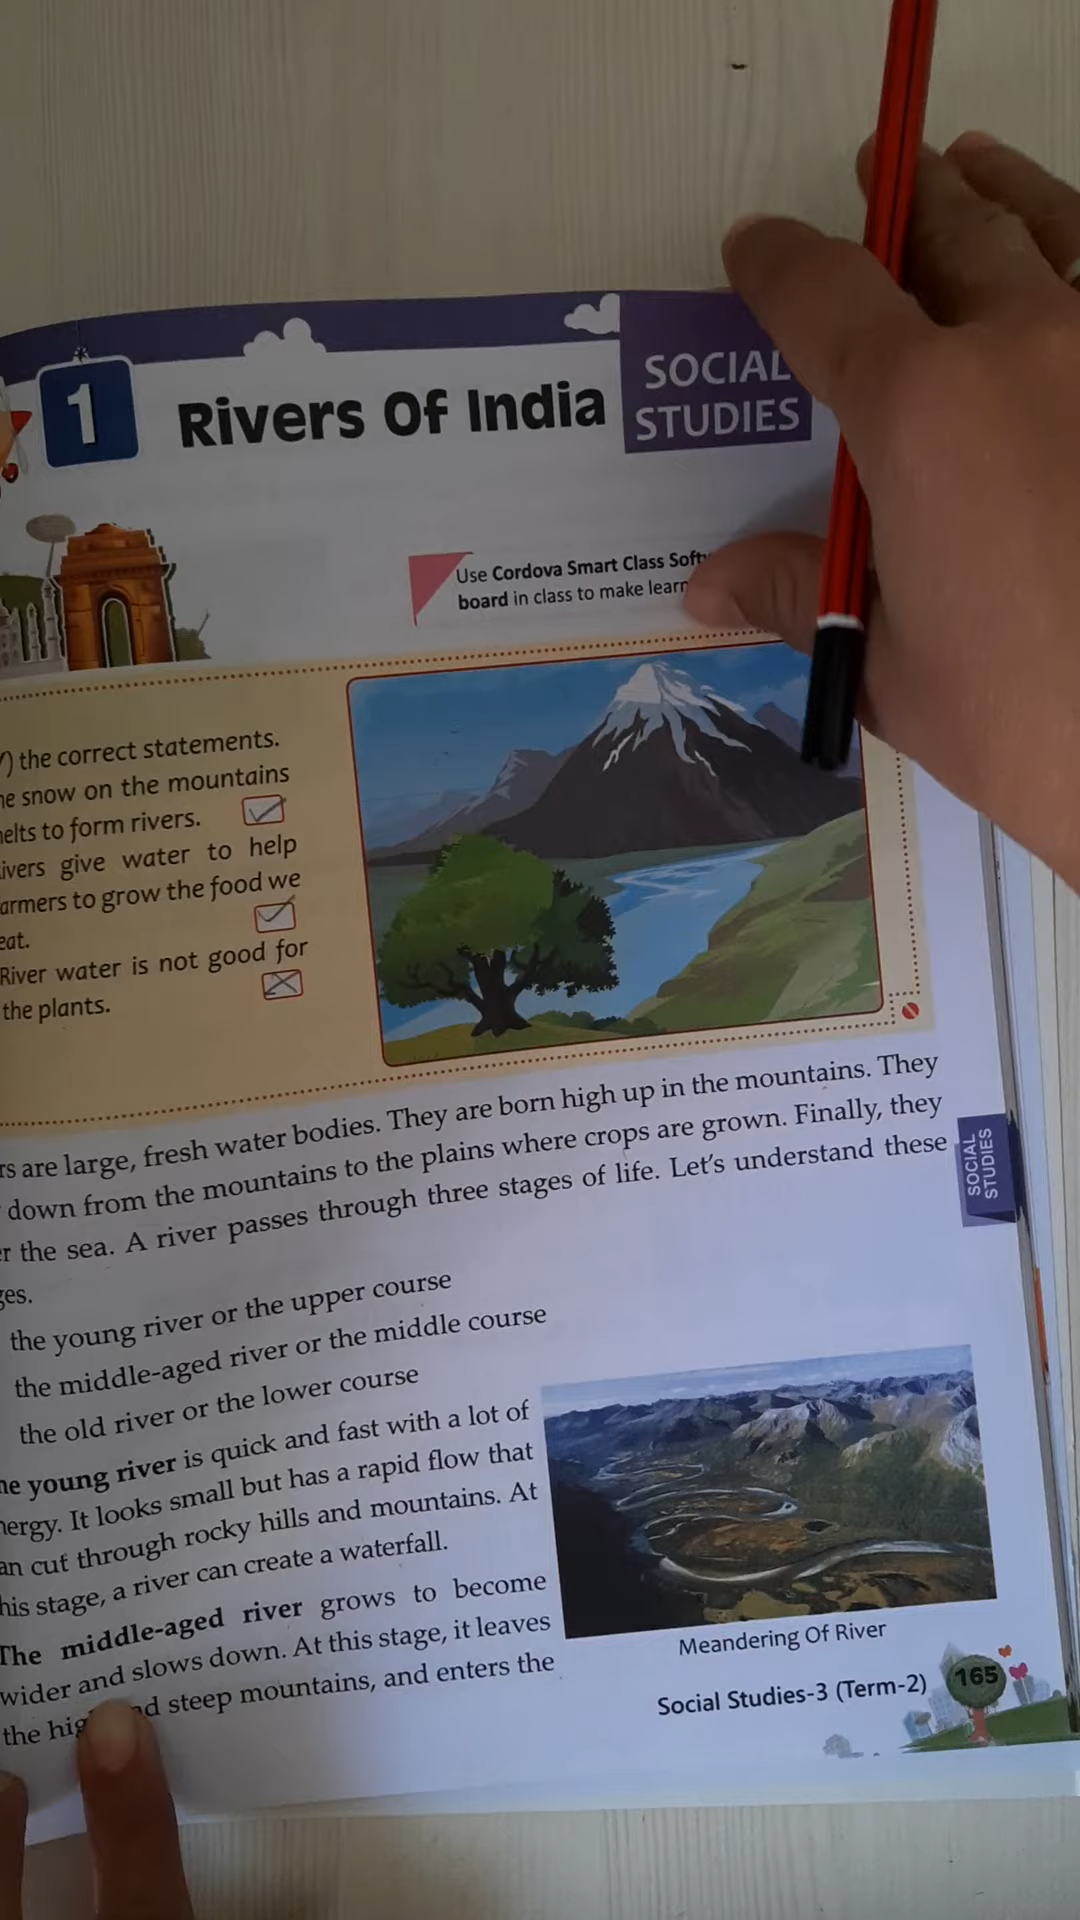 1
Rivers Of India
SOCIAL
STUDIES
Use Cordova Smart Class
board in class to make
the correct statements.
snow on the mountains
to form rivers.
give water to help
to grow the food we
River water is not good for
the plants.
are large, fresh water bodies. They are born high up in the mountains. They
down from the mountains to the plains where crops are grown. Finally, they
the sea. A river passes through three stages of life. Let's understand these
SOCIAL
STUDIES
the young river or the upper course
the middle-aged river or the middle course
the old river or the lower course
young river is quick and fast with a lot of
It looks small but has a rapid flow that
cut through rocky hills and mountains. At
stage, a river can create a waterfall.
The middle-aged river grows to become
wider and slows down. At this stage, it leaves
the steep mountains, and enters the
Meandering Of River
Social Studies-3 (Term-2)
165